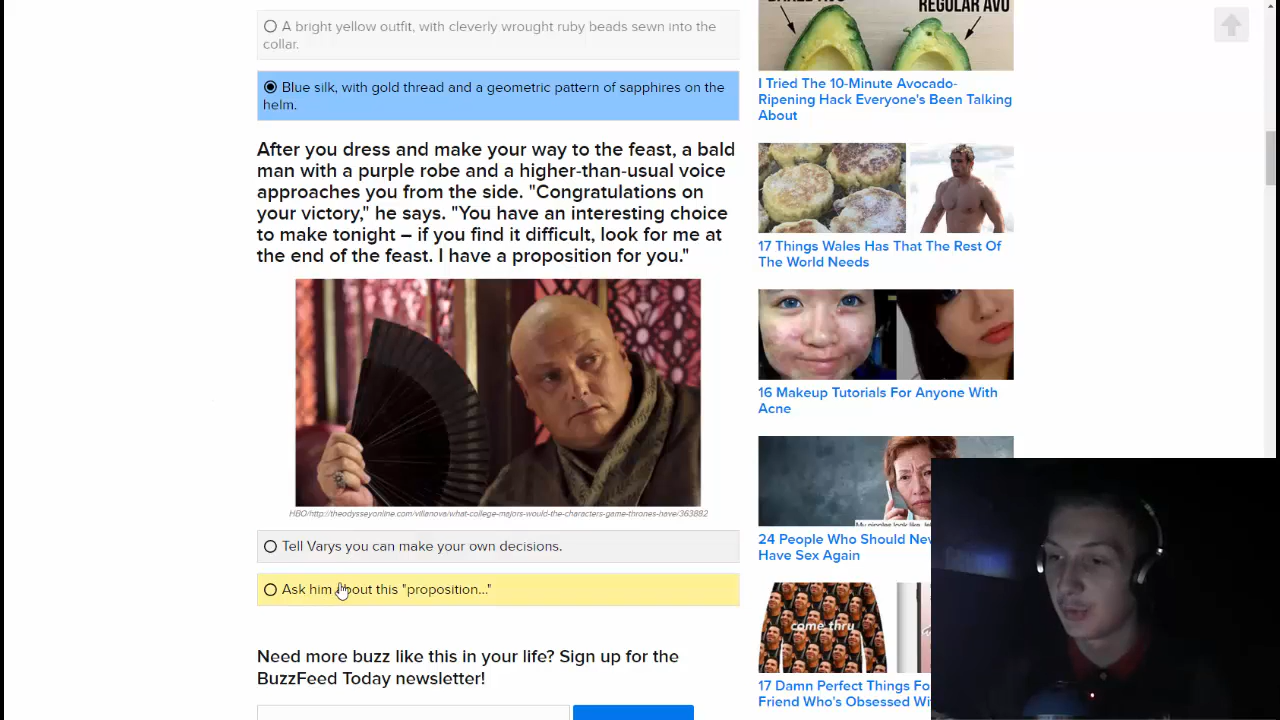 A bright yellow outfit, with cleverly wrought ruby beads sewn into the
collar.
Blue silk, with gold thread and a geometric pattern of sapphires on the
helm.
After you dress and make your way to the feast, a bald
man with a purple robe and a higher-than-usual voice
approaches you from the side. "Congratulations on
your victory," he says. "You have an interesting choice
to make tonight – if you find it difficult, look for me at
the end of the feast. I have a proposition for you."
HBO/http://theodysseyonline.com/villanova/what-college-majors-would-the-characters-game-thrones-have/363882
Tell Varys you can make your own decisions.
Ask him about this "proposition..."
Need more buzz like this in your life? Sign up for the
BuzzFeed Today newsletter!
REGULAR AVO
I Tried The 10-Minute Avocado-
Ripening Hack Everyone's Been Talking
About
17 Things Wales Has That The Rest Of
The World Needs
16 Makeup Tutorials For Anyone With
Acne
24 People Who Should
Have Sex Again
come thru
17 Damn Perfect Things
Friend Who's Obsessed